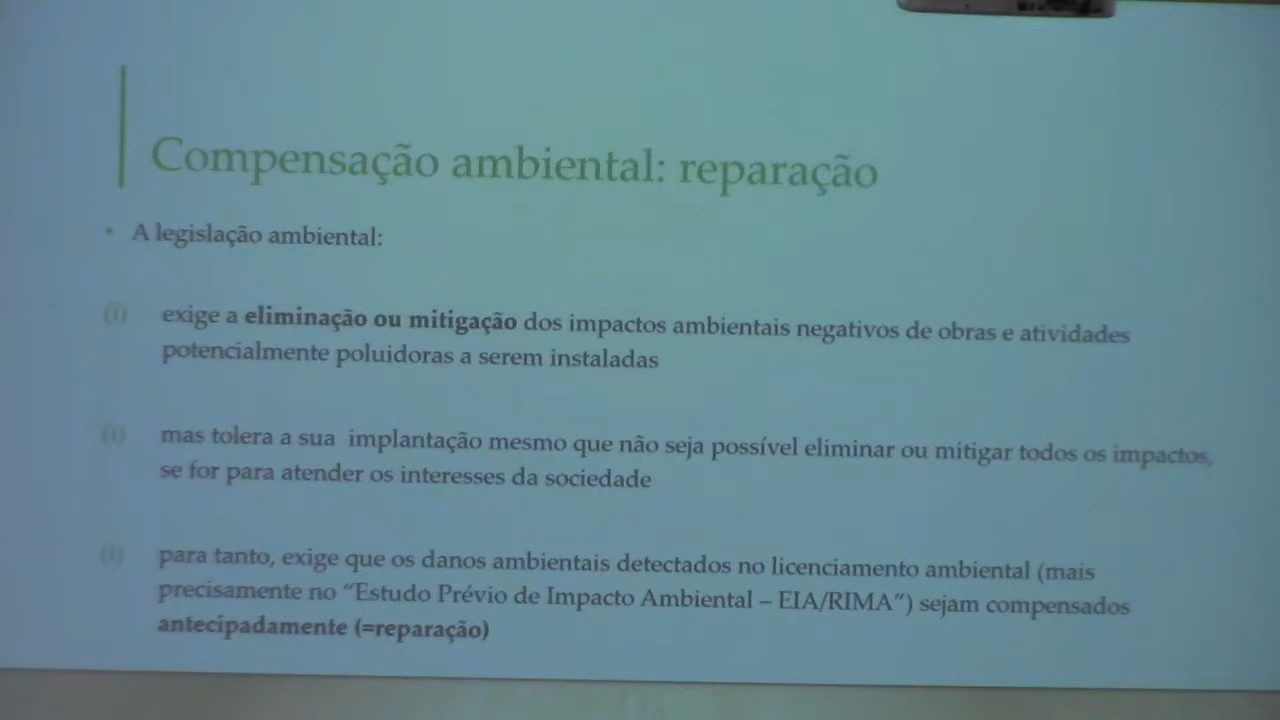 Compensação ambiental: reparação
• A legislação ambiental:
(i) exige a eliminação ou mitigação dos impactos ambientais negativos de obras e atividades
potencialmente poluidoras a serem instaladas
(i) mas tolera a sua implantação mesmo que não seja possível eliminar ou mitigar todos os impactos,
se for para atender os interesses da sociedade
(i) para tanto, exige que os danos ambientais detectados no licenciamento ambiental (mais
precisamente no “Estudo Prévio de Impacto Ambiental – EIA/RIMA”) sejam compensados
antecipadamente (=reparação)